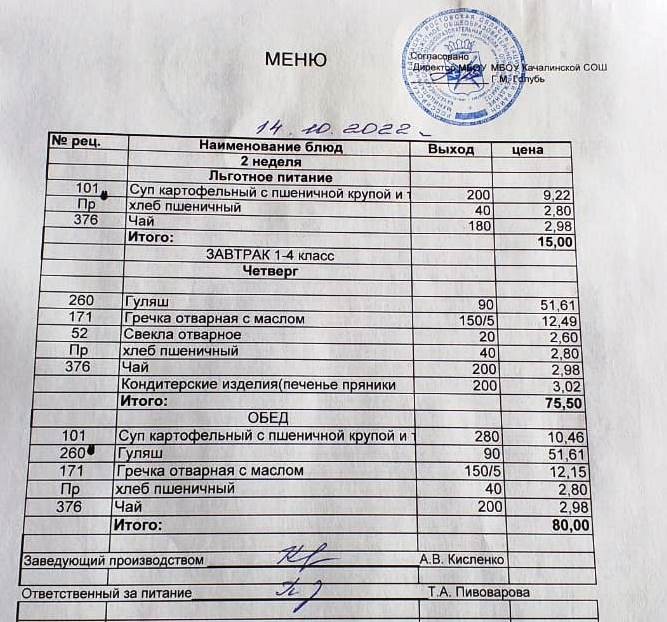 МЕНЮ
Согласовано
Директор МБОУ МБОУ Качалинской СОШ
Г.М. Голубь
14.10.2022
№ рец. Наименование блюд Выход цена
2 неделя
Льготное питание
101 Суп картофельный с пшеничной крупой и т 200 9,22
Пр хлеб пшеничный 40 2,80
376 Чай 180 2,98
Итого: 15,00
ЗАВТРАК 1-4 класс
Четверг
260 Гуляш 90 51,61
171 Гречка отварная с маслом 150/5 12,49
52 Свекла отварное 20 2,60
Пр хлеб пшеничный 40 2,80
376 Чай 200 2,98
Кондитерские изделия(печенье пряники 200 3,02
Итого: 75,50
ОБЕД
101 Суп картофельный с пшеничной крупой и т 280 10,46
260 Гуляш 90 51,61
171 Гречка отварная с маслом 150/5 12,15
Пр хлеб пшеничный 40 2,80
376 Чай 200 2,98
Итого: 80,00
Заведующий производством А.В. Кисленко
Ответственный за питание Т.А. Пивоварова